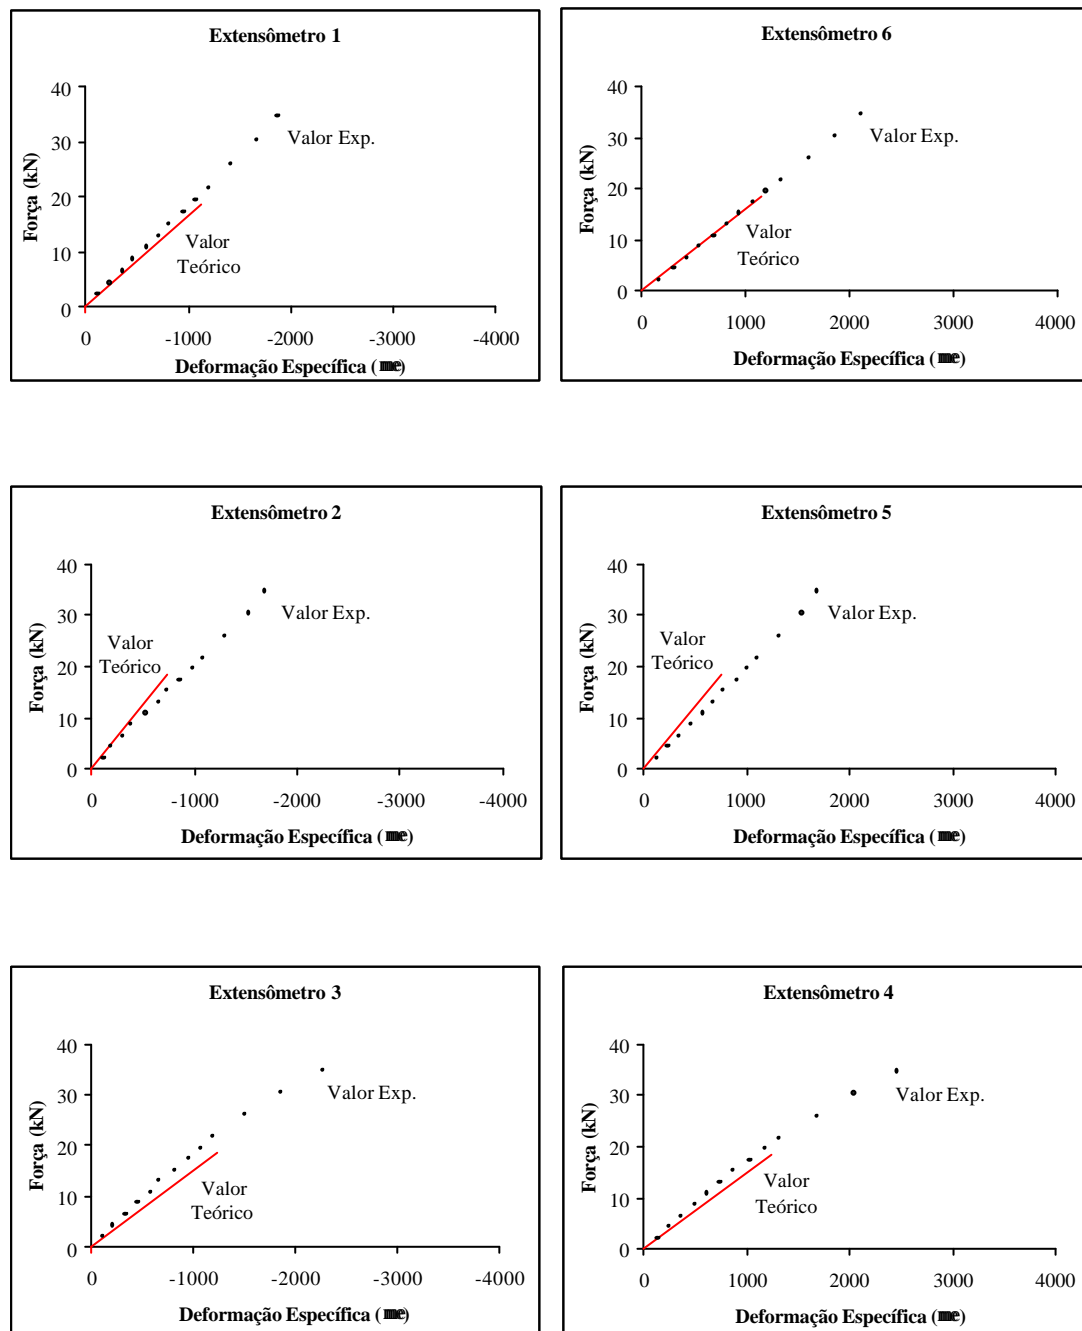 Extensômetro 1
Força (kN)
40
30
20
10
0
Valor Exp.
Valor
Teórico
0 -1000 -2000 -3000 -4000
Deformação Específica (me)
Extensômetro 6
Força (kN)
40
30
20
10
0
Valor Exp.
Valor
Teórico
0 1000 2000 3000 4000
Deformação Específica (me)
Extensômetro 2
Força (kN)
40
30
20
10
0
Valor Exp.
Valor
Teórico
0 -1000 -2000 -3000 -4000
Deformação Específica (me)
Extensômetro 5
Força (kN)
40
30
20
10
0
Valor Exp.
Valor
Teórico
0 1000 2000 3000 4000
Deformação Específica (me)
Extensômetro 3
Força (kN)
40
30
20
10
0
Valor Exp.
Valor
Teórico
0 -1000 -2000 -3000 -4000
Deformação Específica (me)
Extensômetro 4
Força (kN)
40
30
20
10
0
Valor Exp.
Valor
Teórico
0 1000 2000 3000 4000
Deformação Específica (me)